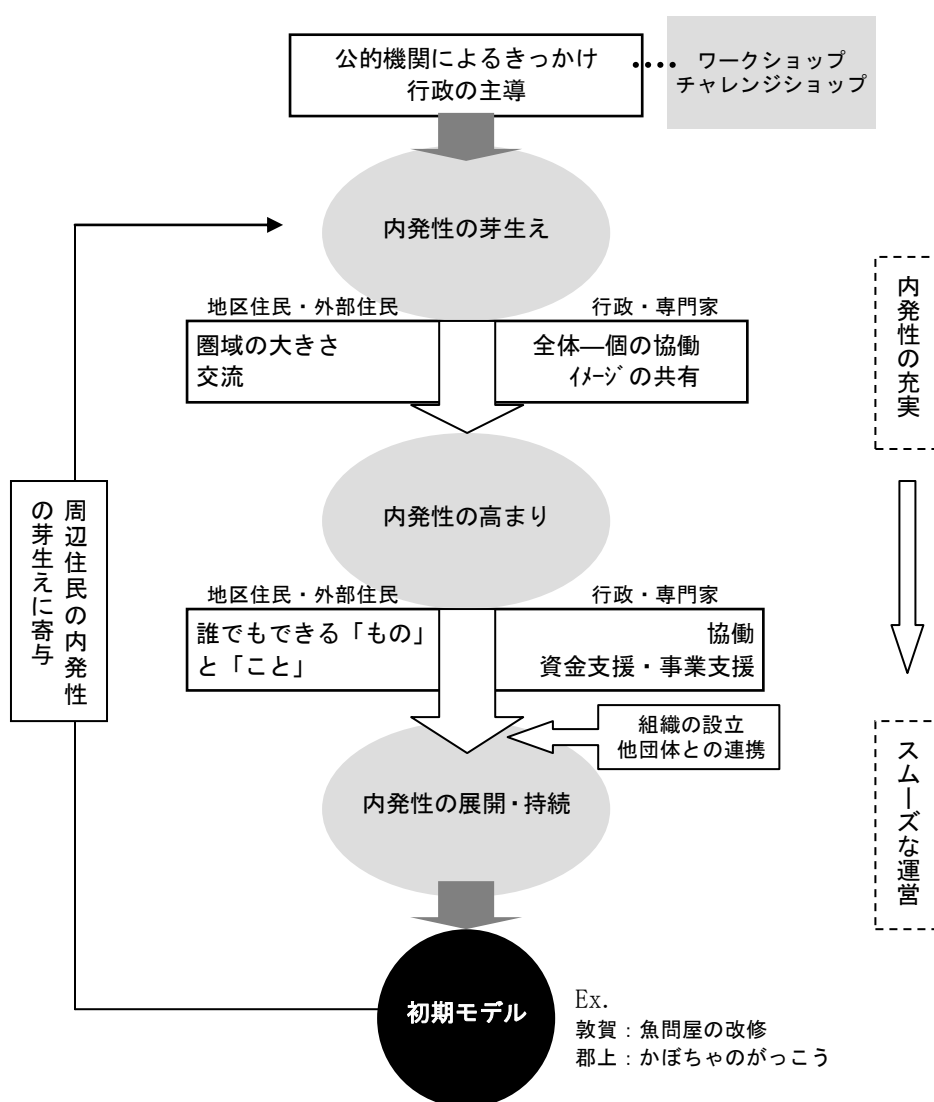 公的機関によるきっかけ
行政の主導
ワークショップ
チャレンジショップ
内発性の芽生え
地区住民・外部住民
行政・専門家
圏域の大きさ
交流
全体―個の協働
ｲﾒｰｼﾞの共有
内発性の充実
内発性の高まり
周辺住民の内発性
の芽生えに寄与
地区住民・外部住民
行政・専門家
誰でもできる「もの」
と「こと」
協働
資金支援・事業支援
組織の設立
他団体との連携
内発性の展開・持続
スムーズな運営
初期モデル
Ex.
敦賀：魚問屋の改修
郡上：かぼちゃのがっこう